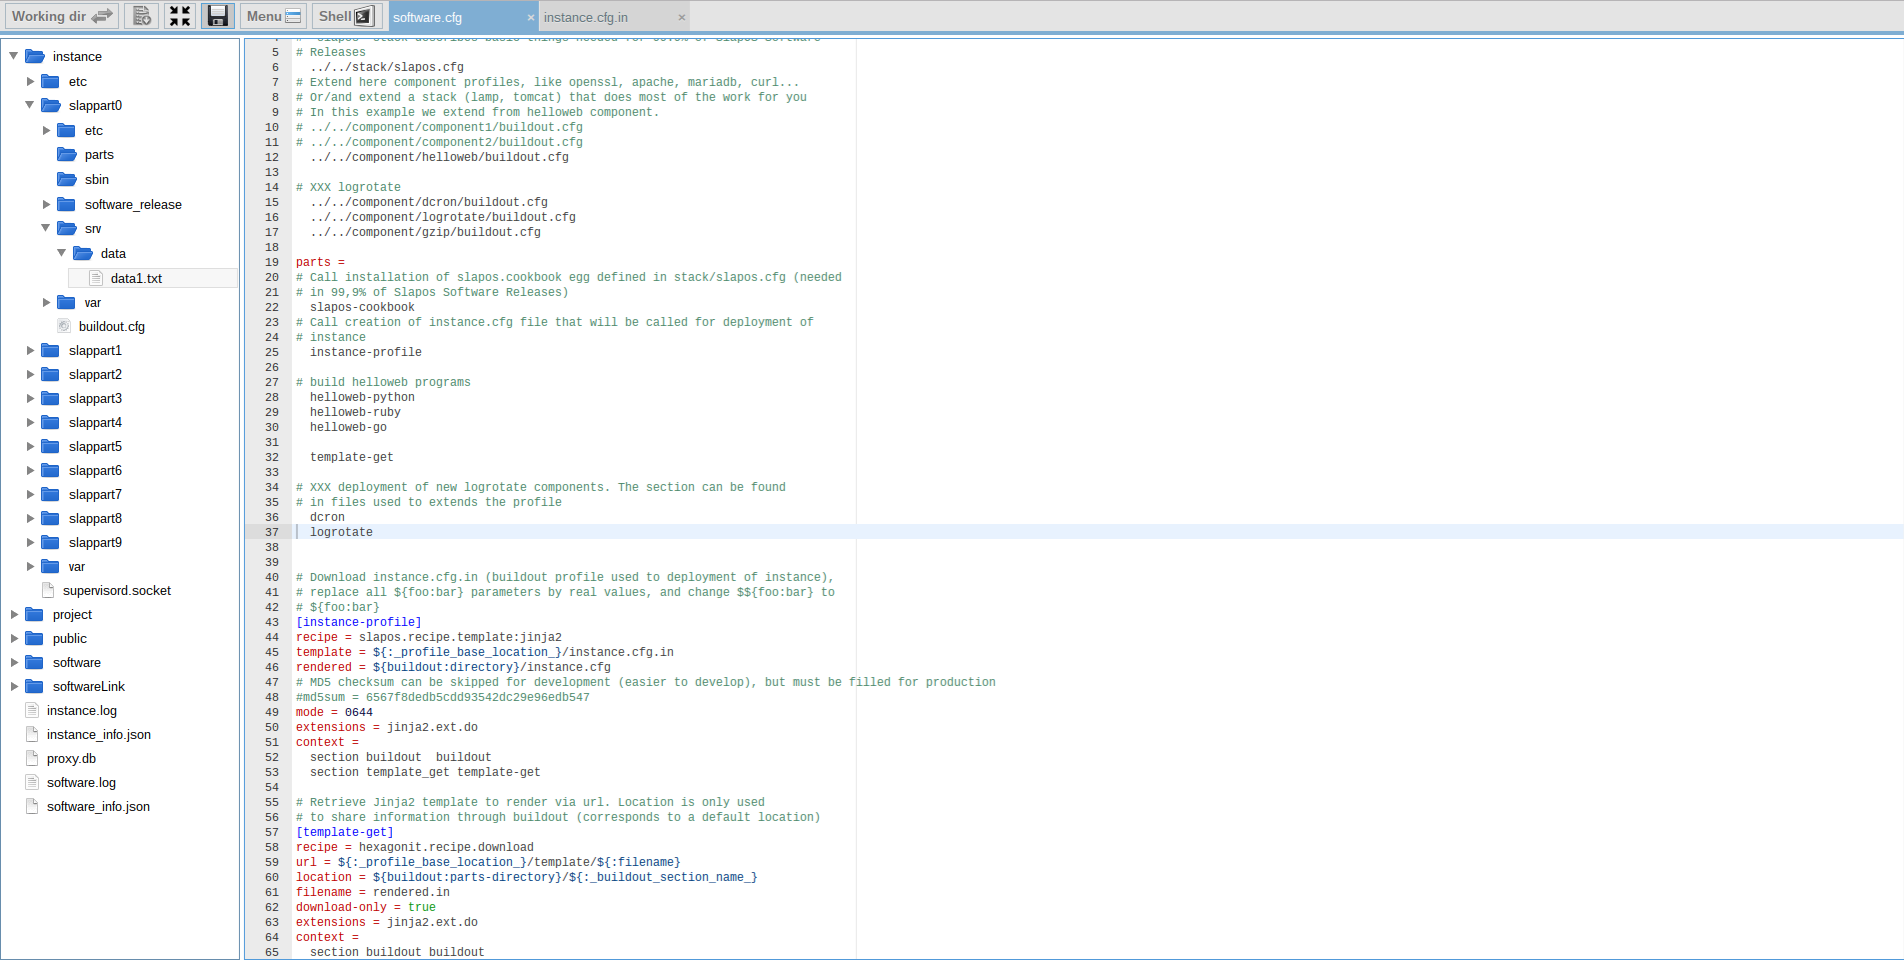 Working dir
Menu
Shell
software.cfg ×
instance.cfg.in ×
instance
etc
slappart0
etc
parts
sbin
software_release
srv
data
data1.txt
var
buildout.cfg
slappart1
slappart2
slappart3
slappart4
slappart5
slappart6
slappart7
slappart8
slappart9
var
supervisord.socket
project
public
software
softwareLink
instance.log
instance_info.json
proxy.db
software.log
software_info.json
5 # Releases
6   ../../stack/slapos.cfg
7 # Extend here component profiles, like openssl, apache, mariadb, curl...
8 # Or/and extend a stack (lamp, tomcat) that does most of the work for you
9 # In this example we extend from helloweb component.
10 # ../../component/component1/buildout.cfg
11 # ../../component/component2/buildout.cfg
12   ../../component/helloweb/buildout.cfg
13
14 # XXX logrotate
15   ../../component/dcron/buildout.cfg
16   ../../component/logrotate/buildout.cfg
17   ../../component/gzip/buildout.cfg
18
19 parts =
20 # Call installation of slapos.cookbook egg defined in stack/slapos.cfg (needed
21 # in 99,9% of Slapos Software Releases)
22   slapos-cookbook
23 # Call creation of instance.cfg file that will be called for deployment of
24 # instance
25   instance-profile
26
27 # build helloweb programs
28   helloweb-python
29   helloweb-ruby
30   helloweb-go
31
32   template-get
33
34 # XXX deployment of new logrotate components. The section can be found
35 # in files used to extends the profile
36   dcron
37   logrotate
38
39
40 # Download instance.cfg.in (buildout profile used to deployment of instance),
41 # replace all ${foo:bar} parameters by real values, and change $${foo:bar} to
42 # ${foo:bar}
43 [instance-profile]
44 recipe = slapos.recipe.template:jinja2
45 template = ${:_profile_base_location_}/instance.cfg.in
46 rendered = ${buildout:directory}/instance.cfg
47 # MD5 checksum can be skipped for development (easier to develop), but must be filled for production
48 #md5sum = 6567f8dedb5cdd93542dc29e96edb547
49 mode = 0644
50 extensions = jinja2.ext.do
51 context =
52   section buildout  buildout
53   section template_get template-get
54
55 # Retrieve Jinja2 template to render via url. Location is only used
56 # to share information through buildout (corresponds to a default location)
57 [template-get]
58 recipe = hexagonit.recipe.download
59 url = ${:_profile_base_location_}/template/${:filename}
60 location = ${buildout:parts-directory}/${:_buildout_section_name_}
61 filename = rendered.in
62 download-only = true
63 extensions = jinja2.ext.do
64 context =
65   section buildout buildout